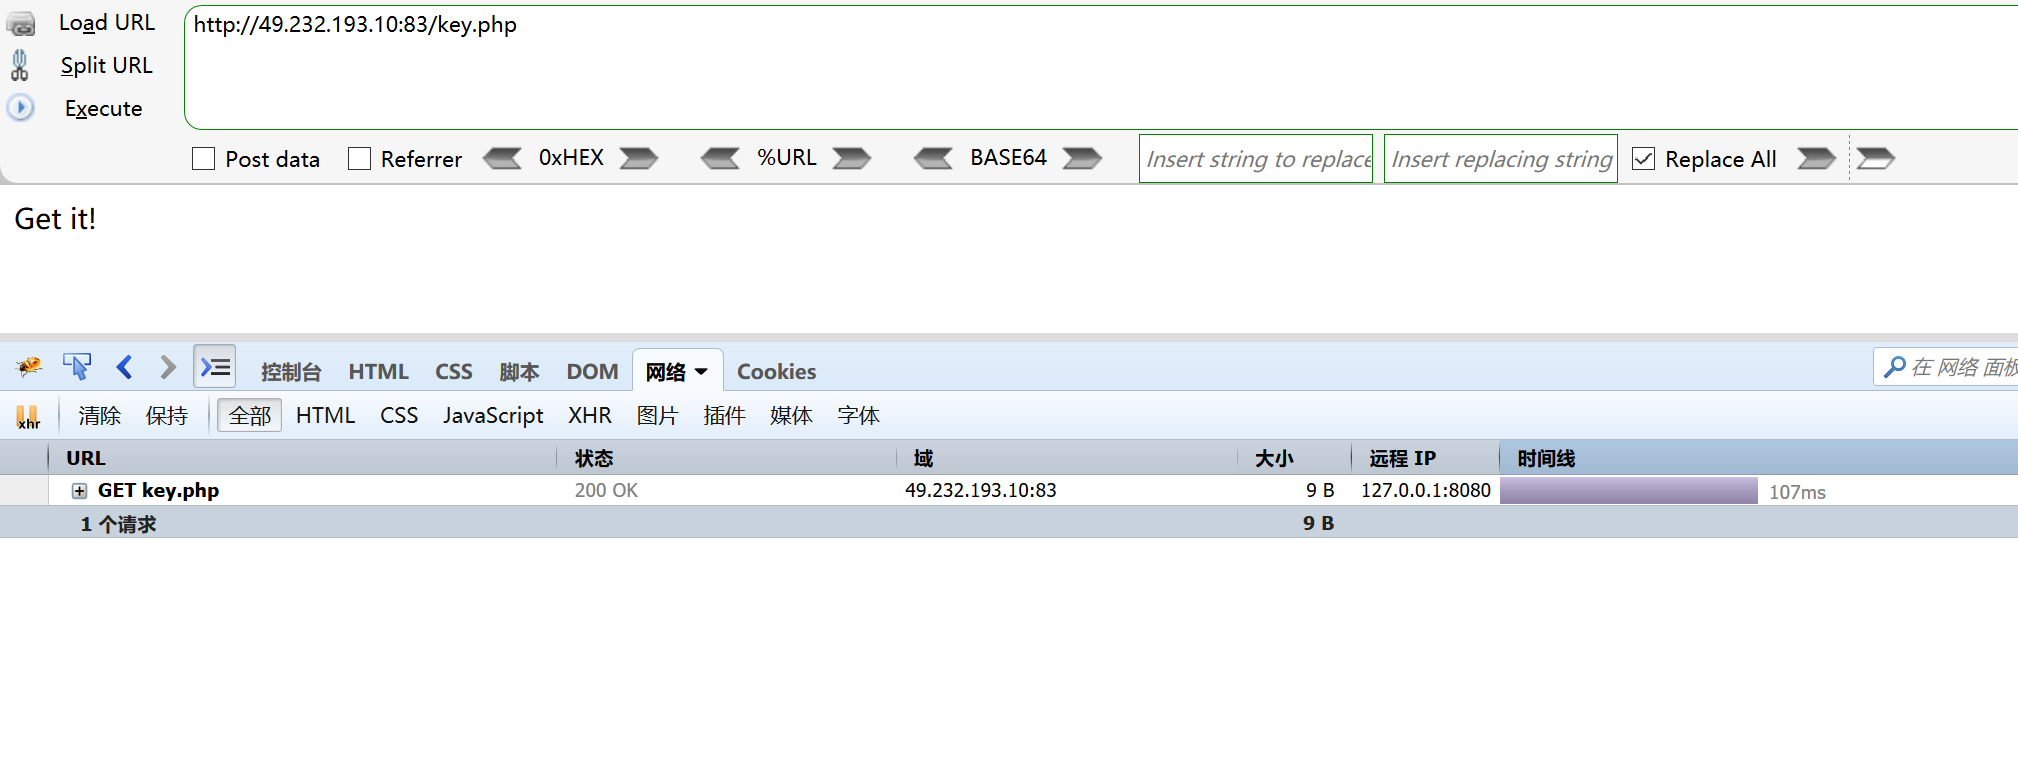 Load URL
http://49.232.193.10:83/key.php
Split URL
Execute
Post data Referrer 0xHEX %URL BASE64 Insert string to replace Insert replacing string Replace All
Get it!
控制台 HTML CSS 脚本 DOM 网络 Cookies 在 网络 面板
xhr 清除 保持 全部 HTML CSS JavaScript XHR 图片 插件 媒体 字体
URL 状态 域 大小 远程 IP 时间线
GET key.php 200 OK 49.232.193.10:83 9 B 127.0.0.1:8080 107ms
1 个请求 9 B